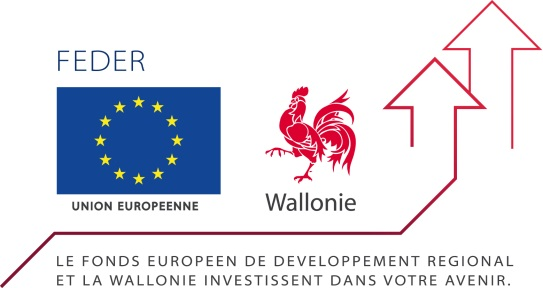 FEDER
UNION EUROPEENNE
Wallonie
LE FONDS EUROPEEN DE DEVELOPPEMENT REGIONAL
ET LA WALLONIE INVESTISSENT DANS VOTRE AVENIR.